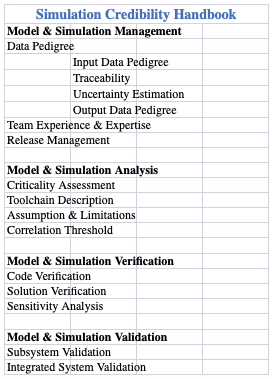 Simulation Credibility Handbook
Model & Simulation Management
Data Pedigree
Input Data Pedigree
Traceability
Uncertainty Estimation
Output Data Pedigree
Team Experience & Expertise
Release Management
Model & Simulation Analysis
Criticality Assessment
Toolchain Description
Assumption & Limitations
Correlation Threshold
Model & Simulation Verification
Code Verification
Solution Verification
Sensitivity Analysis
Model & Simulation Validation
Subsystem Validation
Integrated System Validation